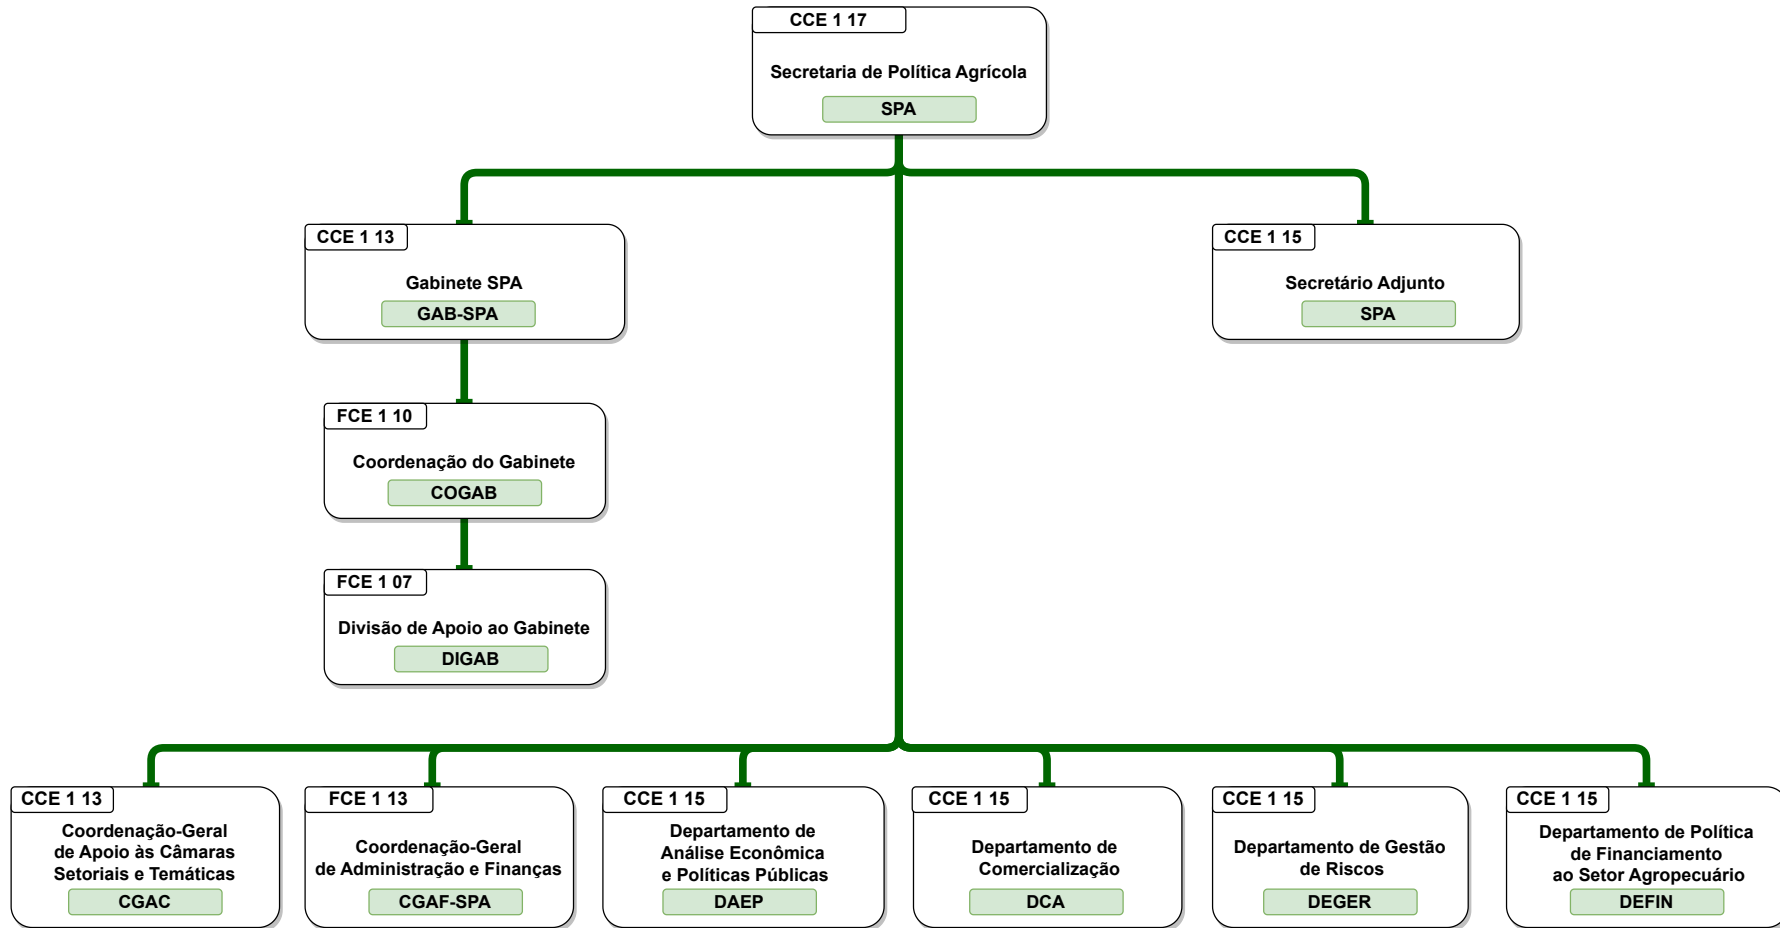 CCE 1 17
Secretaria de Política Agrícola
SPA
CCE 1 13
Gabinete SPA
GAB-SPA
CCE 1 15
Secretário Adjunto
SPA
FCE 1 10
Coordenação do Gabinete
COGAB
FCE 1 07
Divisão de Apoio ao Gabinete
DIGAB
CCE 1 13
Coordenação-Geral
de Apoio às Câmaras
Setoriais e Temáticas
CGAC
FCE 1 13
Coordenação-Geral
de Administração e Finanças
CGAF-SPA
CCE 1 15
Departamento de
Análise Econômica
e Políticas Públicas
DAEP
CCE 1 15
Departamento de
Comercialização
DCA
CCE 1 15
Departamento de Gestão
de Riscos
DEGER
CCE 1 15
Departamento de Política
de Financiamento
ao Setor Agropecuário
DEFIN